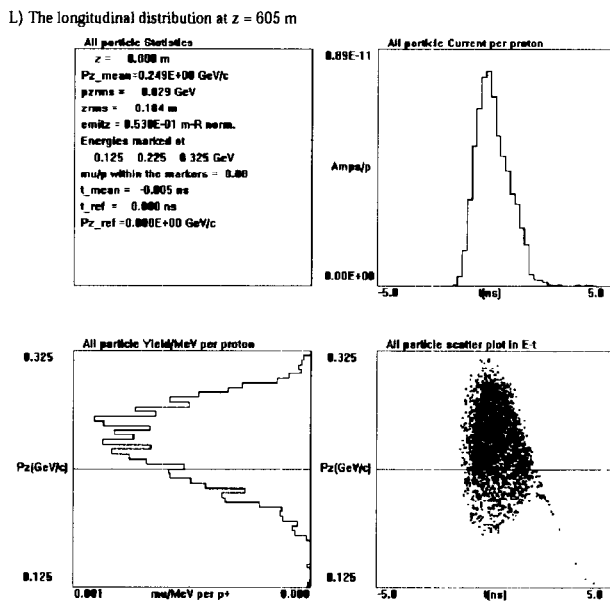 L) The longitudinal distribution at z = 605 m
All particle Statistics
z = 0.000 m
Pz_mean=0.249E+00 GeV/c
pzrms = 0.029 GeV
zrms = 0.184 m
emitz = 0.530E-01 m-R norm.
Energies marked at
0.125 0.225 0.325 GeV
mu/p within the markers = 0.00
t_mean = -0.005 ns
t_ref = 0.000 ns
Pz_ref =0.000E+00 GeV/c
All particle Current per proton
0.89E-11
Amps/p
0.00E+00
-5.0 t[ns] 5.0
All particle Yield/MeV per proton
0.325
Pz(GeV/c)
0.125
0.001 mu/MeV per p+ 0.000
All particle scatter plot in E-t
0.325
Pz(GeV/c)
0.125
-5.0 t[ns] 5.0